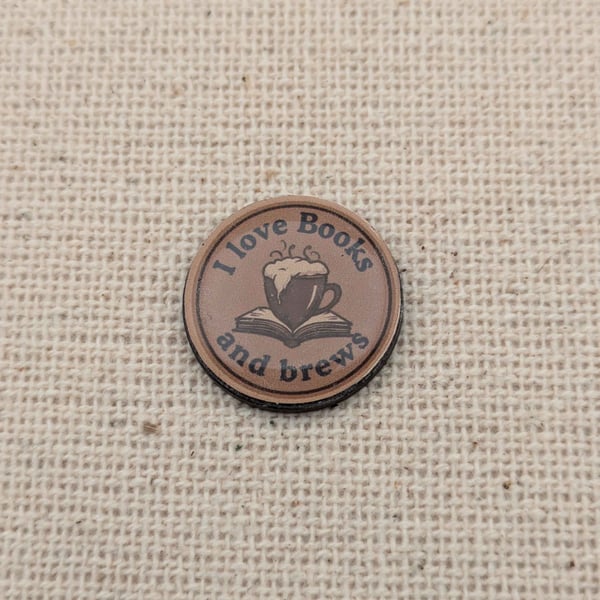 I love Books
and brews